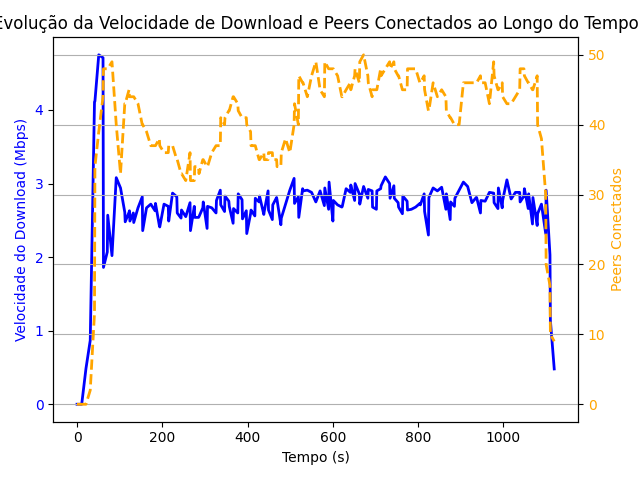 Evolução da Velocidade de Download e Peers Conectados ao Longo do Tempo
Velocidade do Download (Mbps)
4
3
2
1
0
50
40
30
20
10
0
Peers Conectados
0 200 400 600 800 1000
Tempo (s)